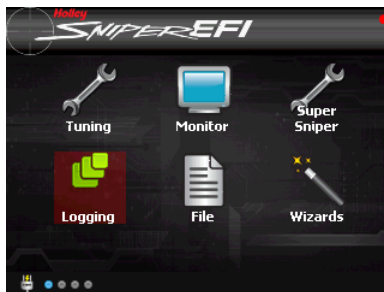 Holley
SNIPER EFI
Tuning
Monitor
Super
Sniper
Logging
File
Wizards